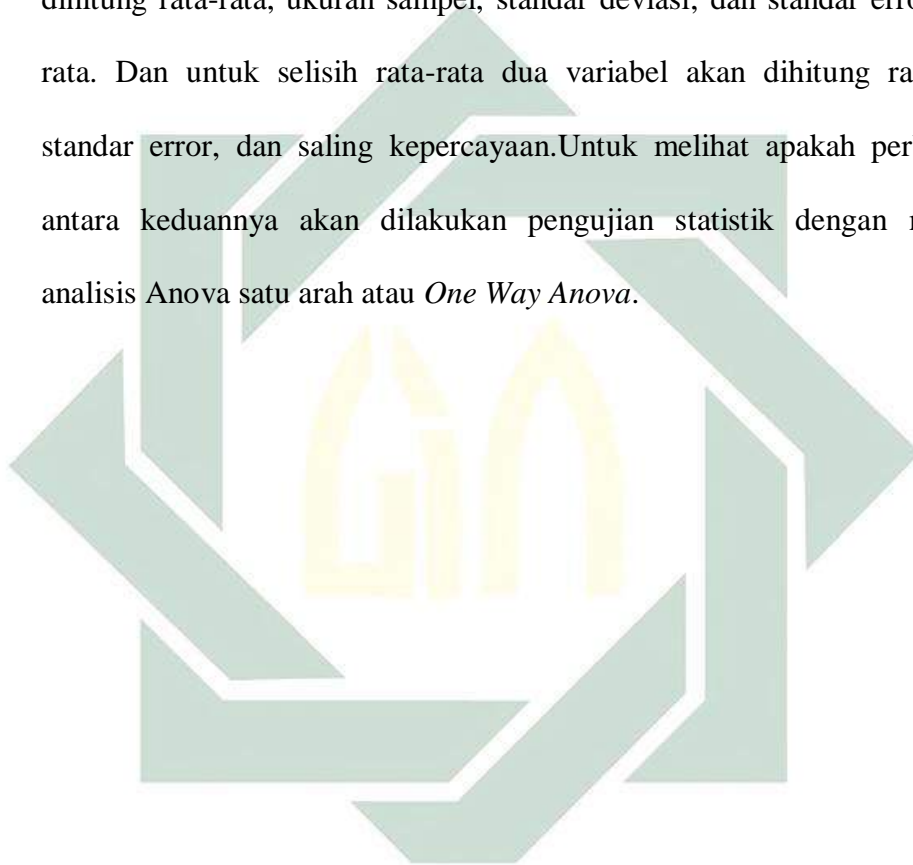 dihitung rata-rata, ukuran sampel, standar deviasi, dan standar erro
rata. Dan untuk selisih rata-rata dua variabel akan dihitung ra
standar error, dan saling kepercayaan.Untuk melihat apakah per
antara keduannya akan dilakukan pengujian statistik dengan
analisis Anova satu arah atau One Way Anova.